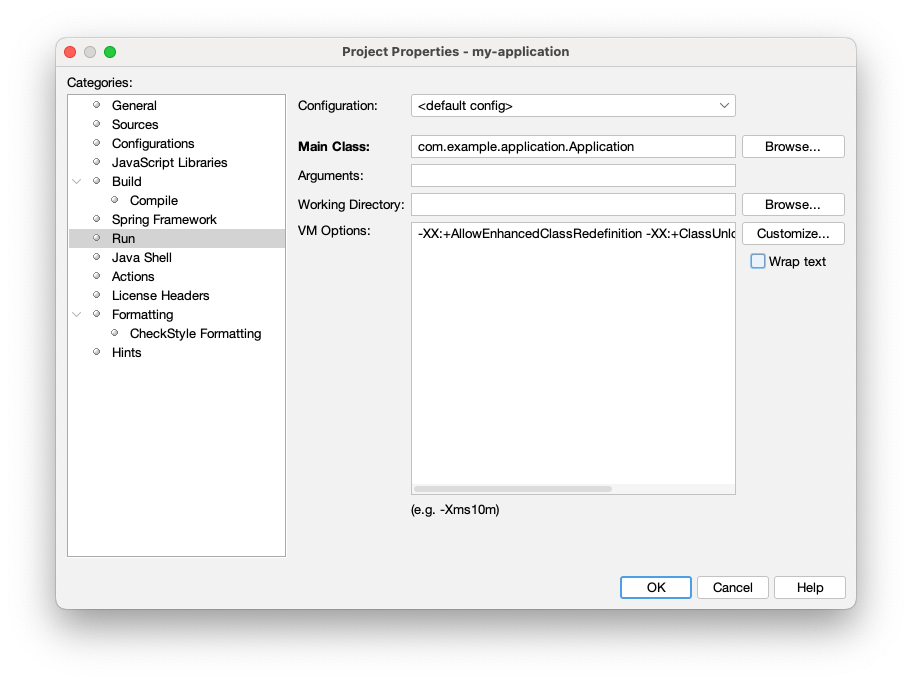 Project Properties - my-application
Categories:
General
Sources
Configurations
JavaScript Libraries
Build
Compile
Spring Framework
Run
Java Shell
Actions
License Headers
Formatting
CheckStyle Formatting
Hints
Configuration: <default config>
Main Class: com.example.application.Application Browse...
Arguments:
Working Directory: Browse...
VM Options: -XX:+AllowEnhancedClassRedefinition -XX:+ClassUnlo Customize...
Wrap text
(e.g. -Xms10m)
OK Cancel Help